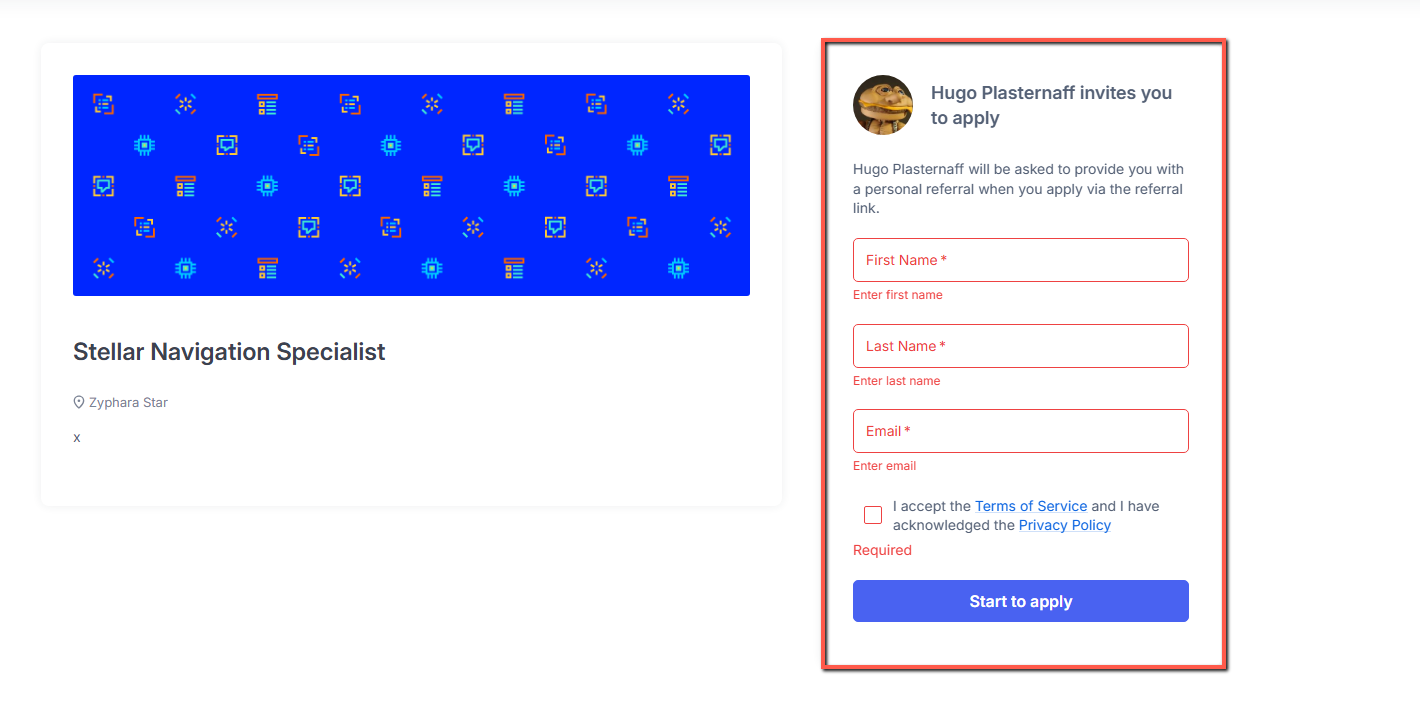 Stellar Navigation Specialist
Zyphara Star
x
Hugo Plasternaff invites you
to apply
Hugo Plasternaff will be asked to provide you with
a personal referral when you apply via the referral
link.
First Name *
Enter first name
Last Name *
Enter last name
Email *
Enter email
I accept the Terms of Service and I have
acknowledged the Privacy Policy
Required
Start to apply